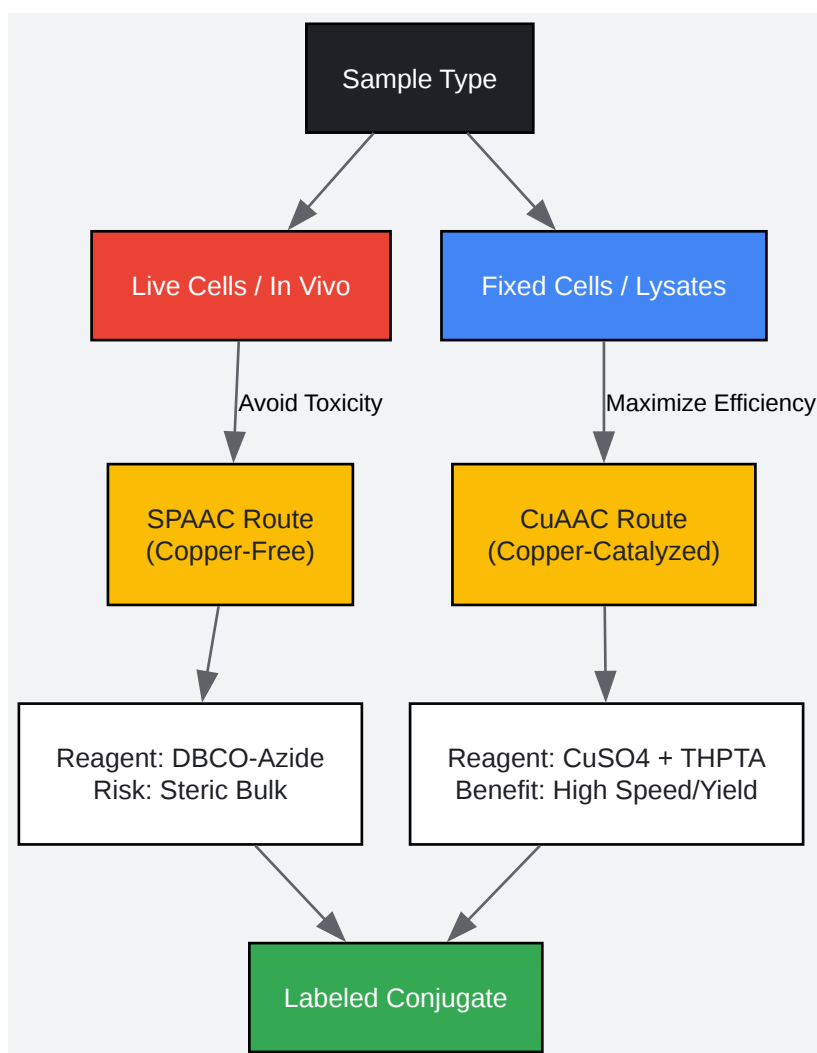 Sample Type
Live Cells / In Vivo
Fixed Cells / Lysates
Avoid Toxicity
Maximize Efficiency
SPAAC Route
(Copper-Free)
CuAAC Route
(Copper-Catalyzed)
Reagent: DBCO-Azide
Risk: Steric Bulk
Reagent: CuSO4 + THPTA
Benefit: High Speed/Yield
Labeled Conjugate